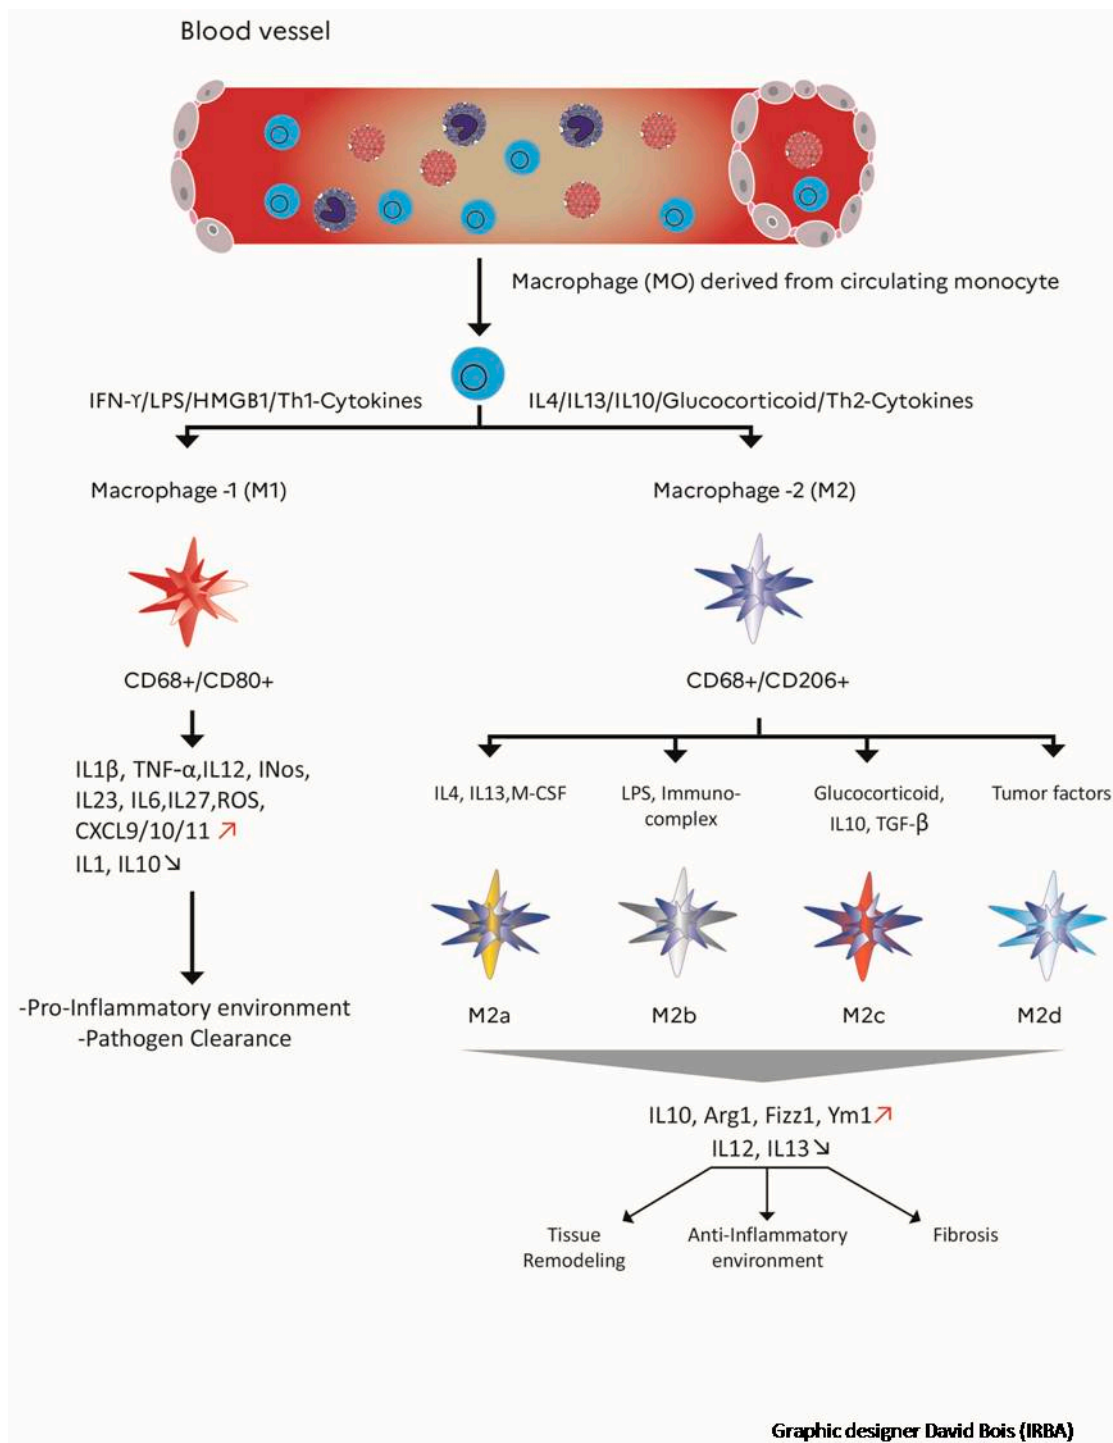 Blood vessel
Macrophage (MO) derived from circulating monocyte
IFN-ϒ/LPS/HMGB1/Th1-Cytokines
IL4/IL13/IL10/Glucocorticoid/Th2-Cytokines
Macrophage -1 (M1)
Macrophage -2 (M2)
CD68+/CD80+
CD68+/CD206+
IL1β, TNF-α,IL12, INos,
IL23, IL6,IL27,ROS,
CXCL9/10/11 ↗
IL1, IL10↘
-Pro-Inflammatory environment
-Pathogen Clearance
IL4, IL13,M-CSF
LPS, Immuno-
complex
Glucocorticoid,
IL10, TGF-β
Tumor factors
M2a
M2b
M2c
M2d
IL10, Arg1, Fizz1, Ym1↗
IL12, IL13↘
Tissue
Remodeling
Anti-Inflammatory
environment
Fibrosis
Graphic designer David Bois (IRBA)